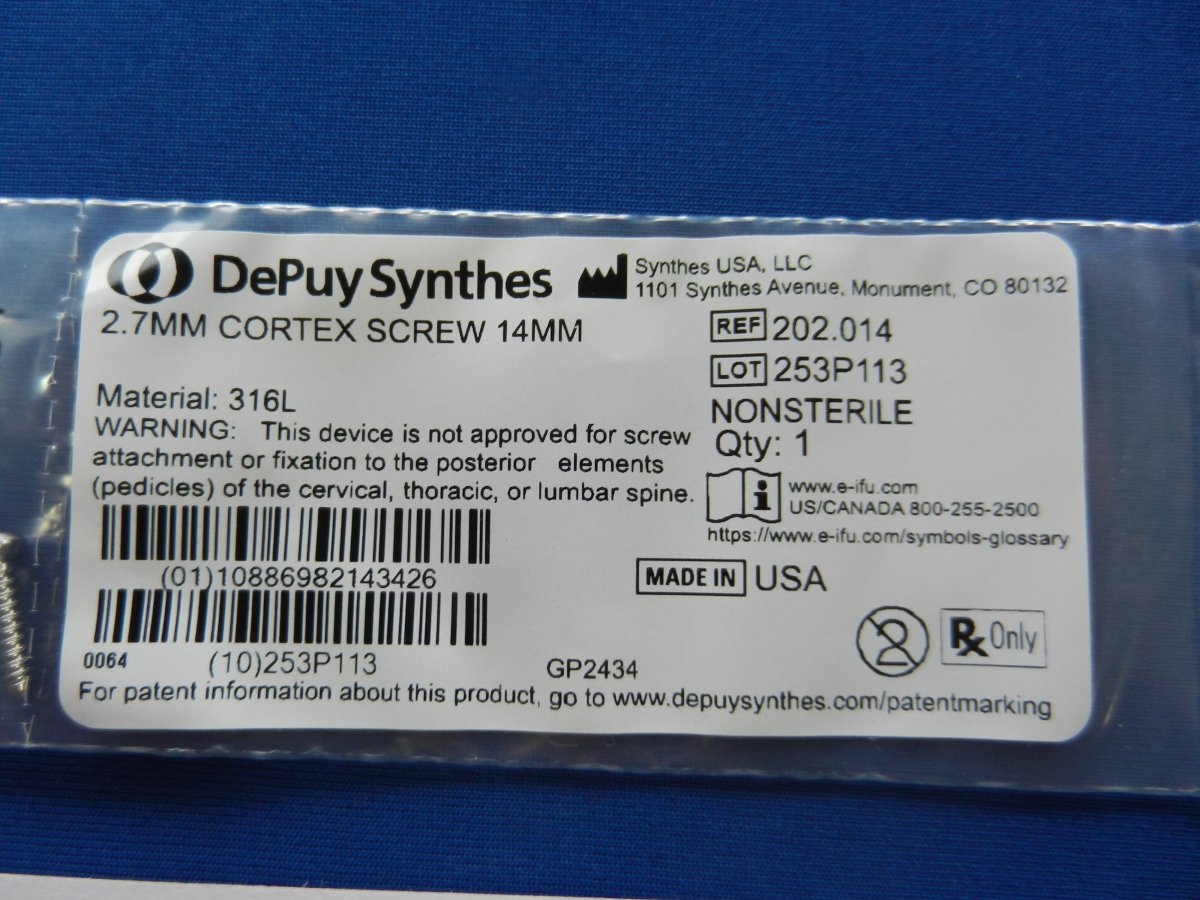 DePuy Synthes
Synthes USA, LLC
1101 Synthes Avenue, Monument, CO 80132
2.7MM CORTEX SCREW 14MM
REF 202.014
LOT 253P113
NONSTERILE
Qty: 1
Material: 316L
WARNING: This device is not approved for screw
attachment or fixation to the posterior elements
(pedicles) of the cervical, thoracic, or lumbar spine.
i www.e-ifu.com
US/CANADA 800-255-2500
https://www.e-ifu.com/symbols-glossary
(01)10886982143426
MADE IN USA
2
Rx Only
0064
(10)253P113
GP2434
For patent information about this product, go to www.depuysynthes.com/patentmarking